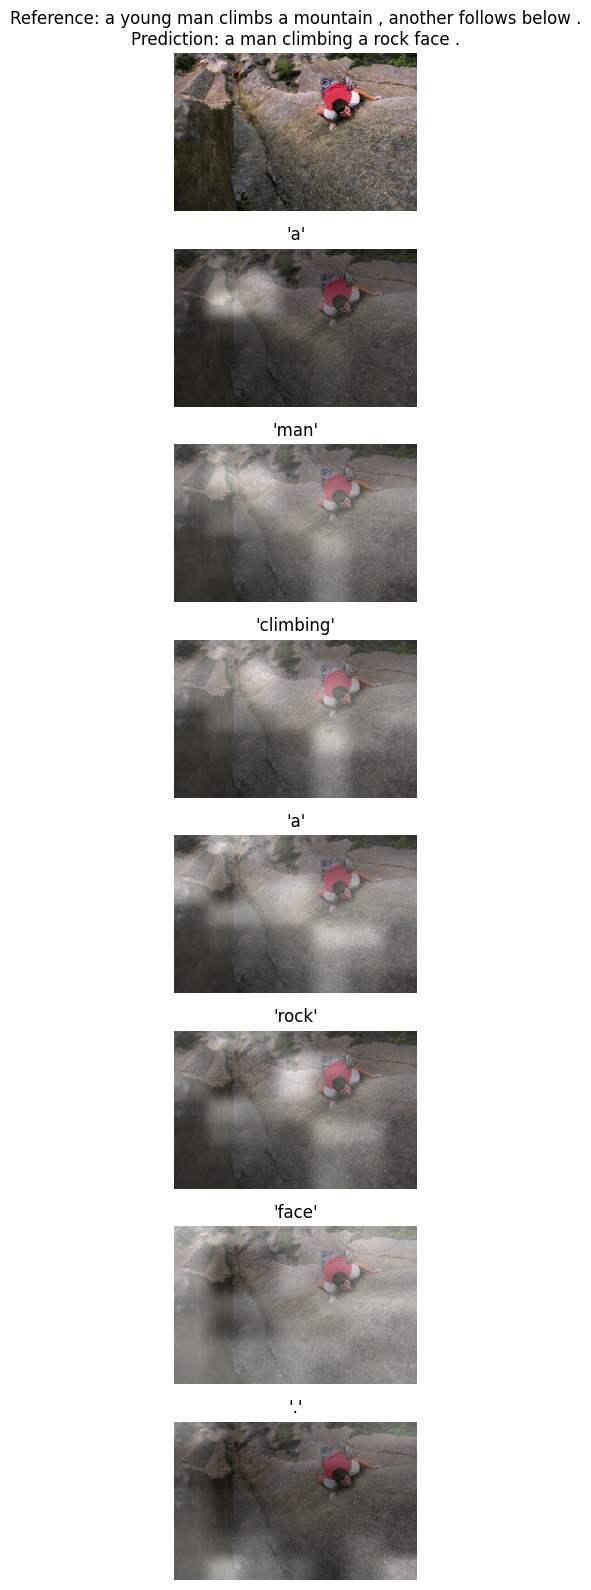 Reference: a young man climbs a mountain , another follows below .
Prediction: a man climbing a rock face .
'a'
'man'
'climbing'
'a'
'rock'
'face'
'.'